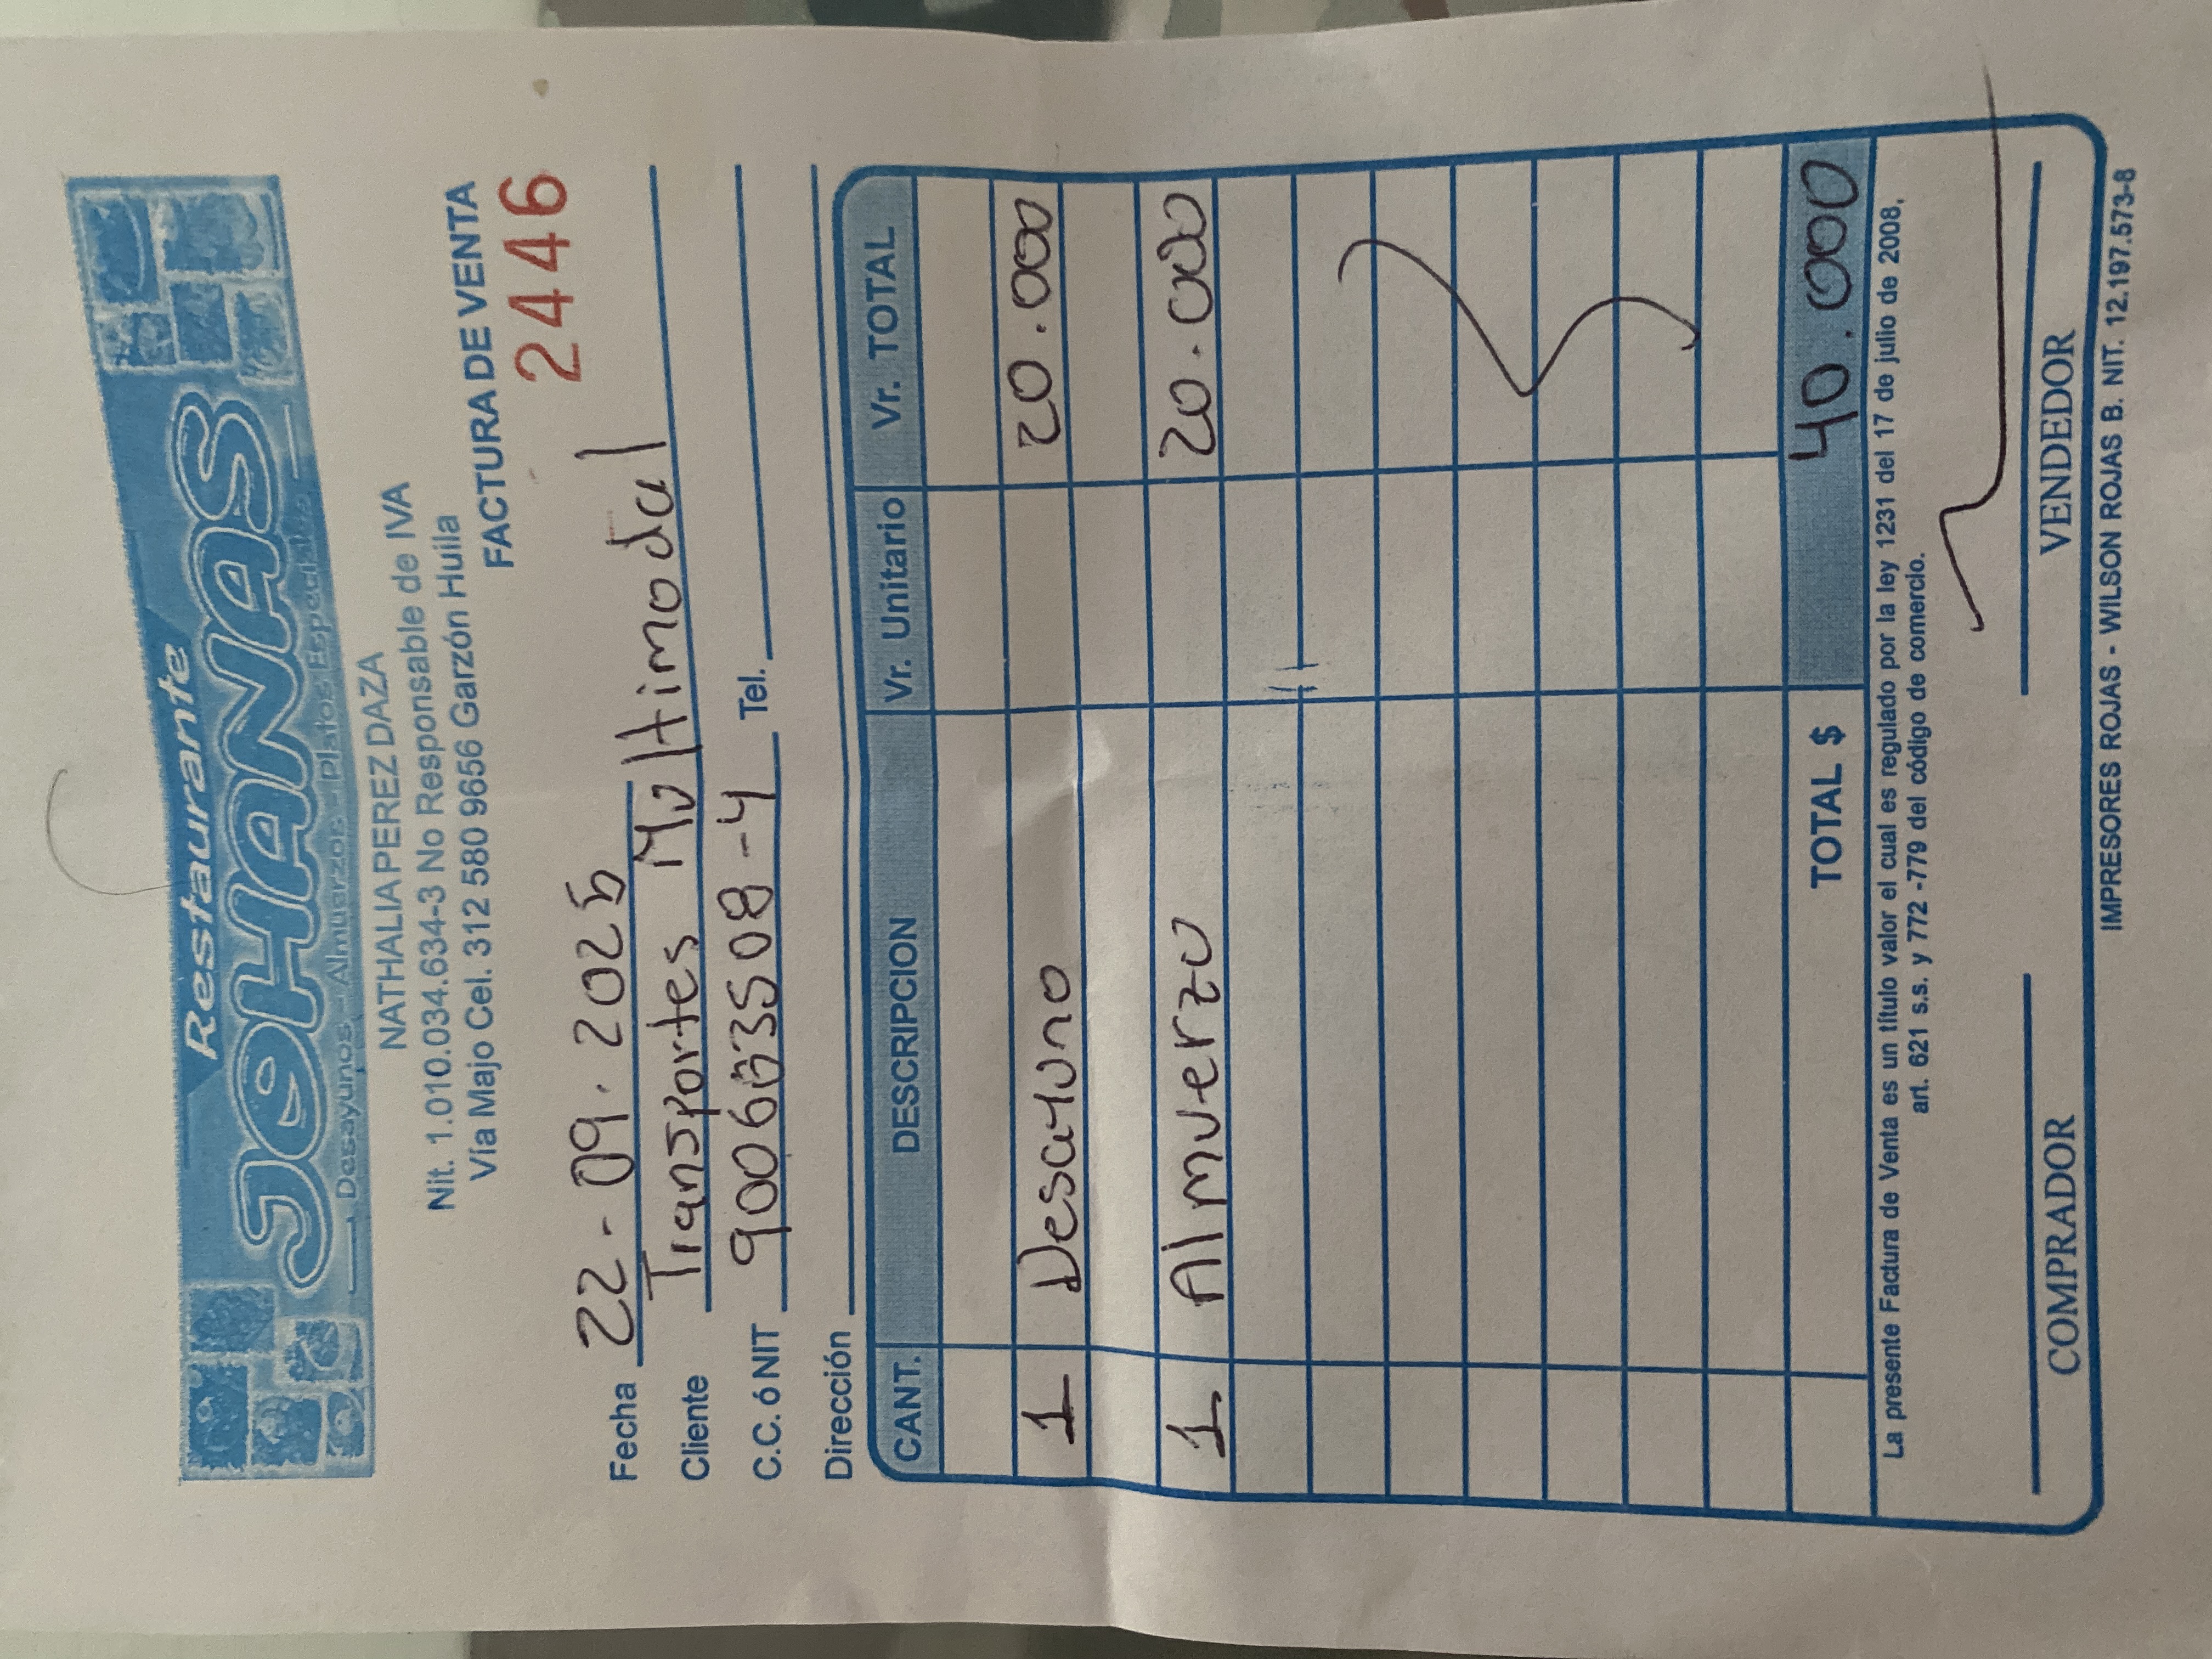 Restaurante
JOHANAS
Desayunos - Almuerzos - Platos Especiales
NATHALIA PEREZ DAZA
Nit. 1.010.034.634-3 No Responsable de IVA
Vía Majo Cel. 312 580 9656 Garzón Huila
FACTURA DE VENTA
2446
Fecha 22-09.2025
Cliente Transportes Multimodal
C.C. ó NIT 900663508-4 Tel.
Dirección
CANT. DESCRIPCION Vr. Unitario Vr. TOTAL
1 Desayuno 20.000
1 Almuerzo 20.000
TOTAL $ 40.000
La presente Factura de Venta es un título valor el cual es regulado por la ley 1231 del 17 de julio de 2008,
art. 621 s.s. y 772 -779 del código de comercio.
COMPRADOR VENDEDOR
IMPRESORES ROJAS - WILSON ROJAS B. NIT. 12.197.573-8